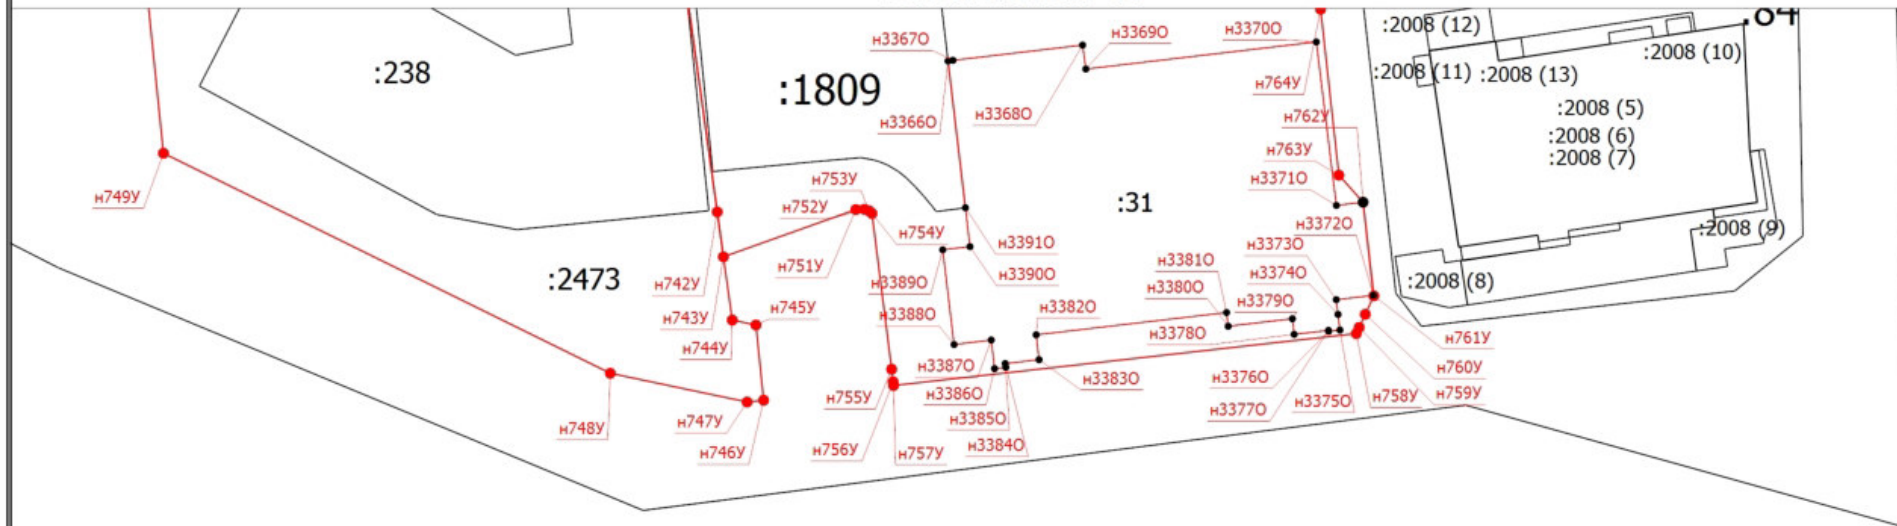 :84
:2008 (12)
н3369О
н3370О
н3367О
:2008 (10)
:238
:2008 (11)
:2008 (13)
:1809
н764У
:2008 (5)
н3366О
н3368О
н762У
:2008 (6)
н763У
:2008 (7)
н753У
н3371О
н749У
:31
н752У
н3372О
:2008 (9)
н754У
н3391О
н3373О
н751У
н3381О
н3390О
н3374О
:2473
н742У
н3389О
н3380О
:2008 (8)
н745У
н3379О
н3382О
н743У
н3388О
н3378О
н744У
н761У
н3387О
н760У
н3376О
н3383О
н755У
н3386О
н759У
н758У
н3375О
н3377О
н747У
н3385О
н748У
н3384О
н746У
н756У
н757У